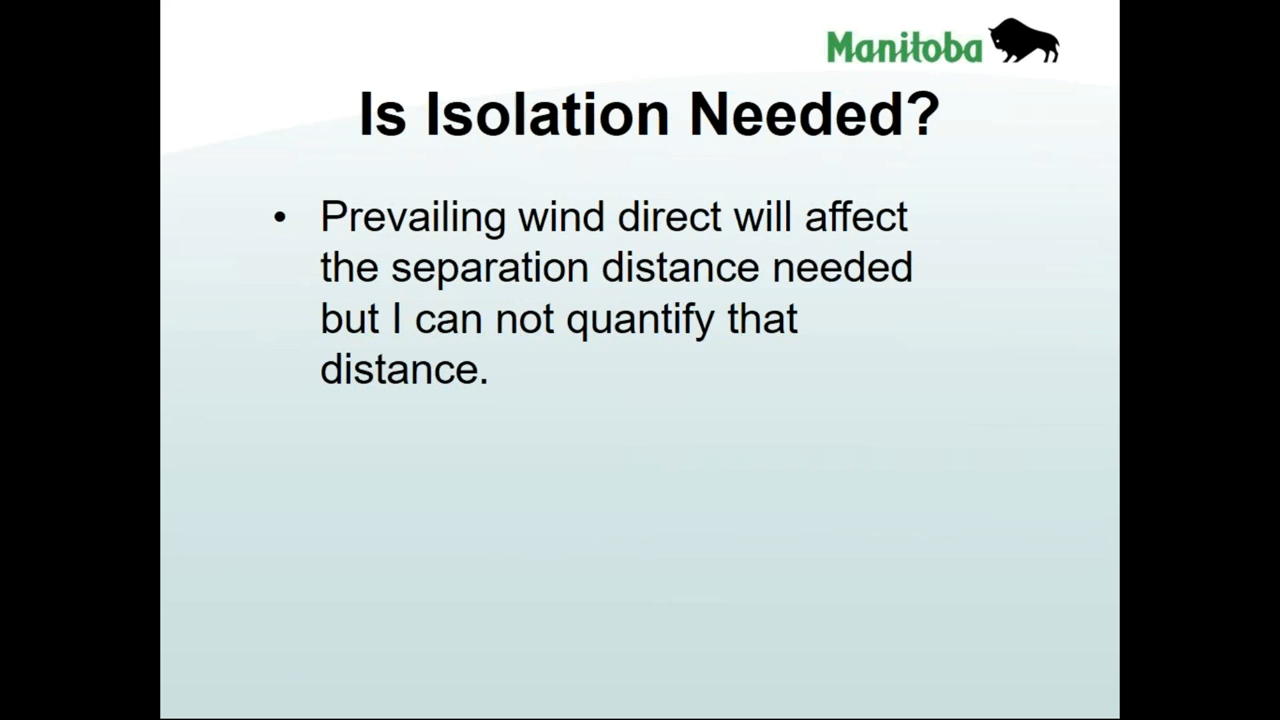 Manitoba
Is Isolation Needed?
• Prevailing wind direct will affect
the separation distance needed
but I can not quantify that
distance.